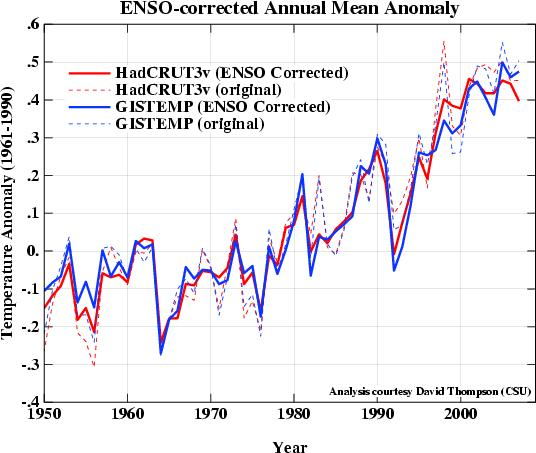 ENSO-corrected Annual Mean Anomaly
.6
.5
.4
.3
.2
.1
0.
-.1
-.2
-.3
-.4
Temperature Anomaly (1961-1990)
HadCRUT3v (ENSO Corrected)
HadCRUT3v (original)
GISTEMP (ENSO Corrected)
GISTEMP (original)
Analysis courtesy David Thompson (CSU)
1950 1960 1970 1980 1990 2000
Year